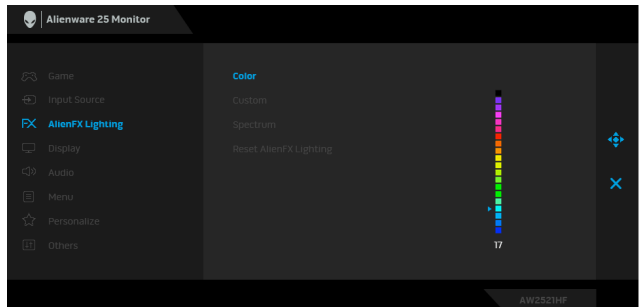 Alienware 25 Monitor
Game
Input Source
FX AlienFX Lighting
Display
Audio
Menu
Personalize
Others
Color
Custom
Spectrum
Reset AlienFX Lighting
17
AW2521HF